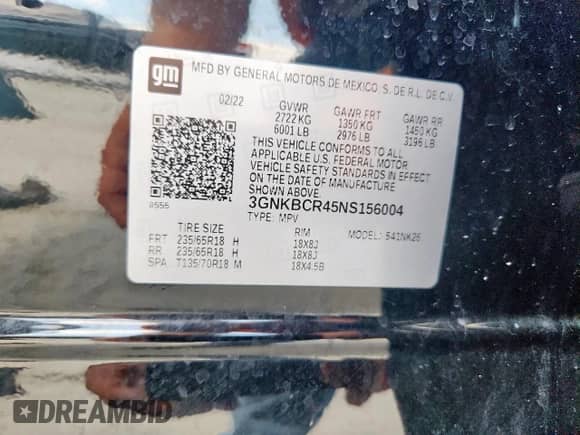 gm
MFD BY GENERAL MOTORS DE MEXICO, S. DE R.L. DE C.V.
02/22 GVWR GAWR FRT GAWR RR
2722 KG 1350 KG 1450 KG
6001 LB 2976 LB 3196 LB
THIS VEHICLE CONFORMS TO ALL
APPLICABLE U.S. FEDERAL MOTOR
VEHICLE SAFETY STANDARDS IN EFFECT
ON THE DATE OF MANUFACTURE
SHOWN ABOVE.
3GNKBCR45NS156004
TYPE: MPV MODEL:
TIRE SIZE RIM
FRT 235/65R18 H 18X8J
RR 235/65R18 H 18X8J
SPA T135/70R18 M 18X4.5B
DREAMBID